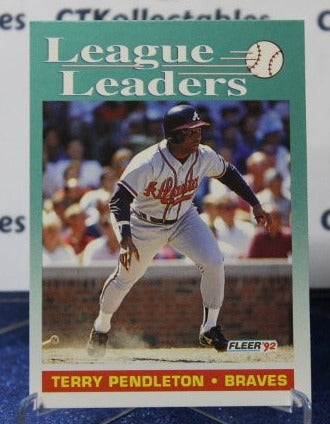 CTKollectables
League
Leaders
Atlanta
FLEER '92
TERRY PENDLETON • BRAVES